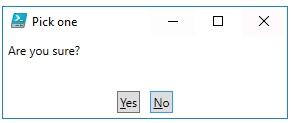 Pick one
Are you sure?
Yes No